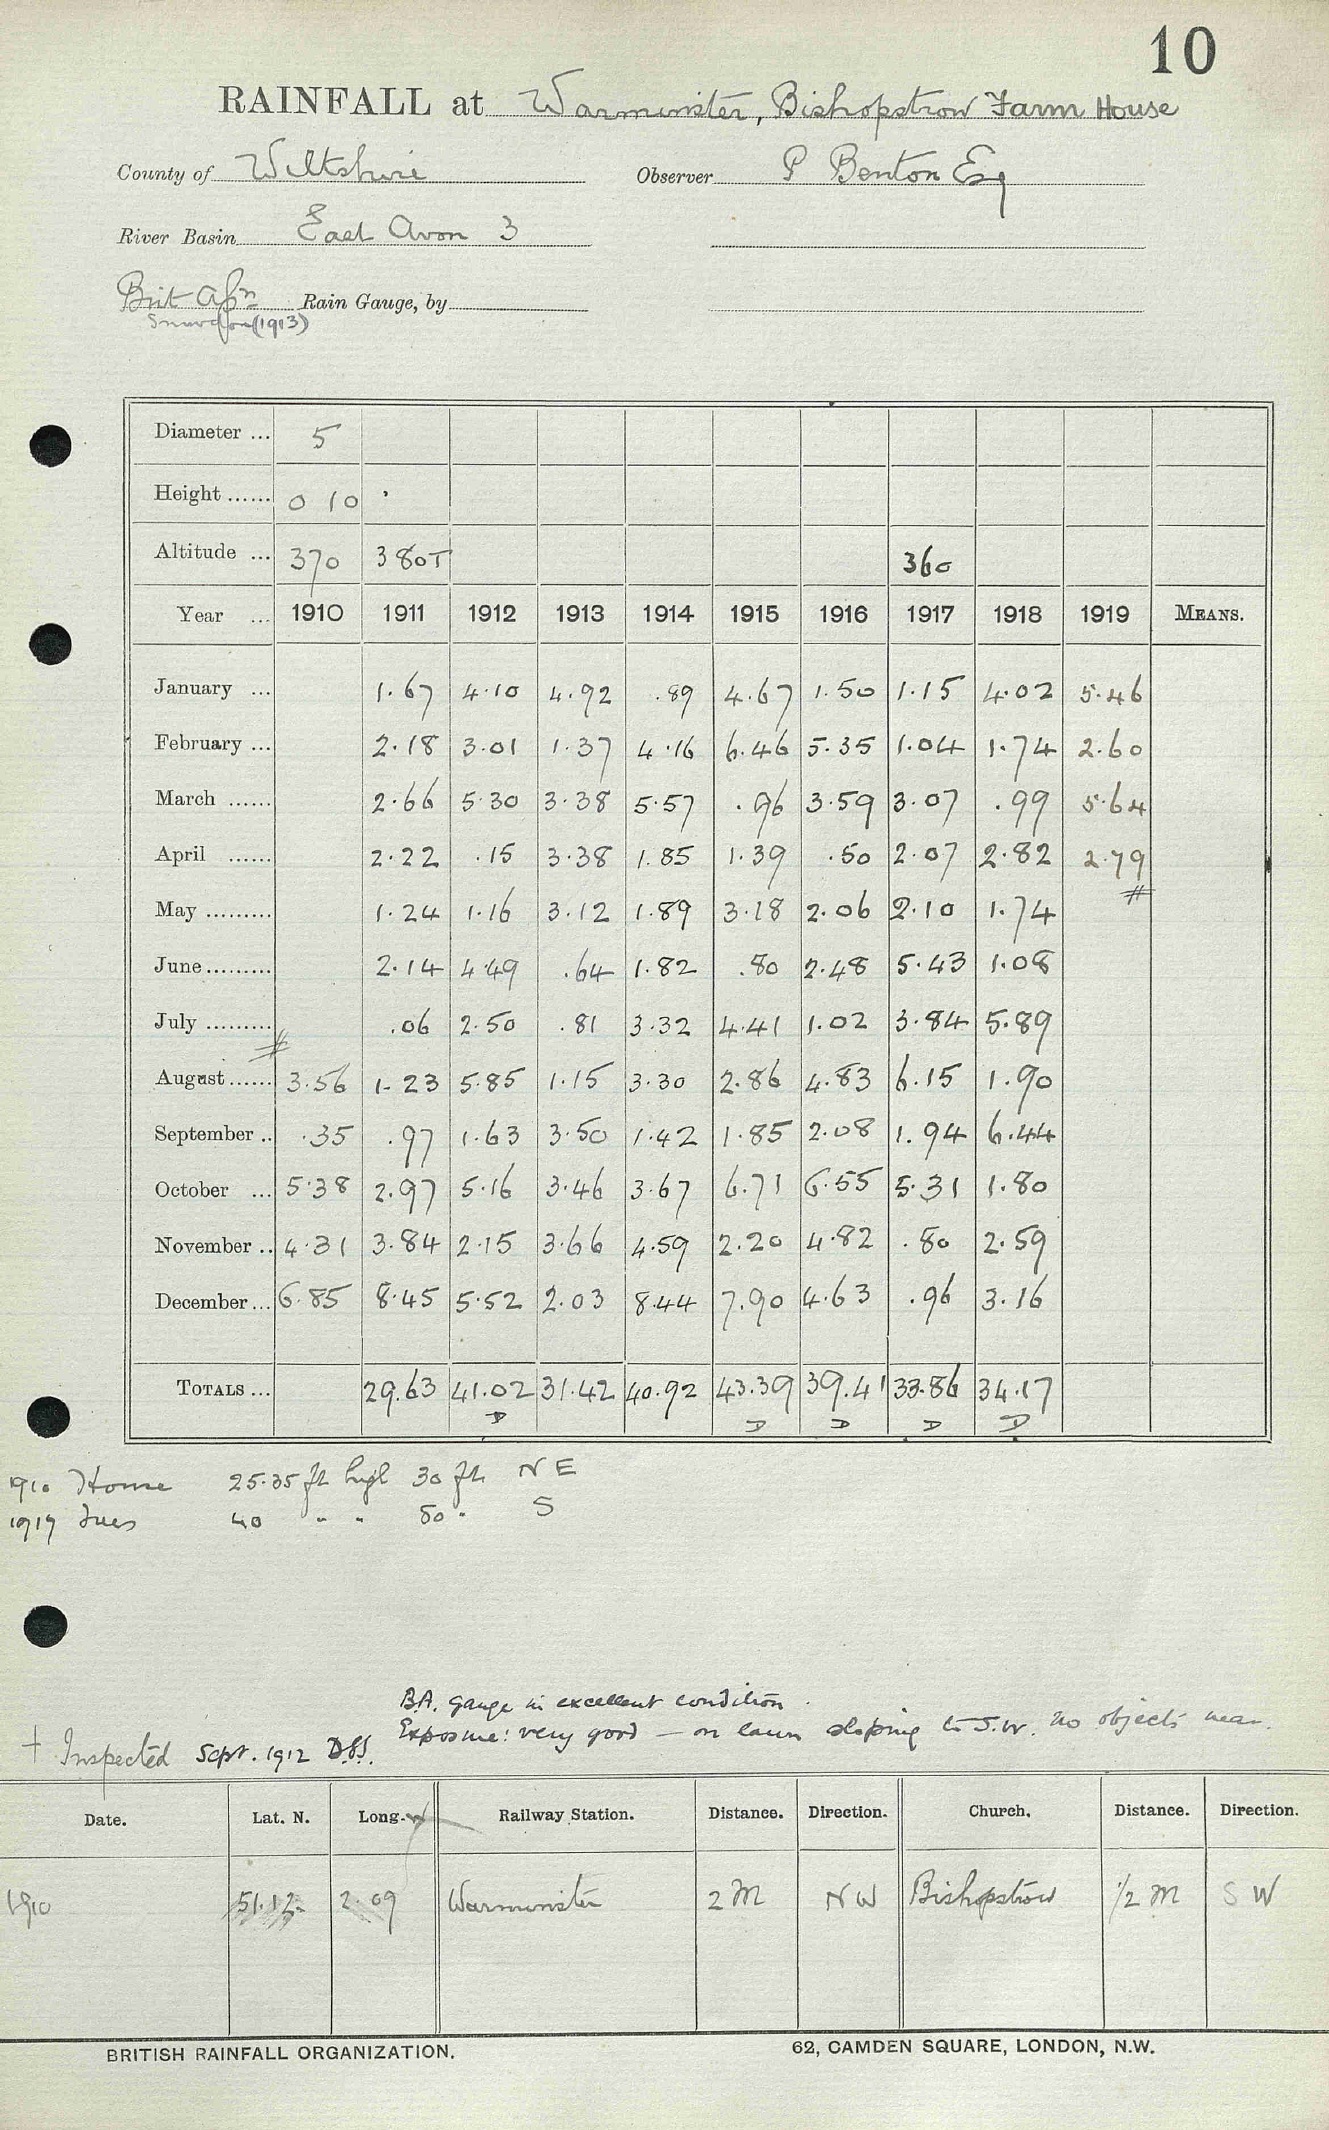 10
RAINFALL at Warminster, Bishopstrow Farm House
County of Wiltshire Observer P Benton Esq
River Basin East Avon 3
Brit Assn Rain Gauge, by
Snowdon (1913)
Diameter ... 5
Height ...... 0 10
Altitude ... 370 380T 360
Year ... 1910 1911 1912 1913 1914 1915 1916 1917 1918 1919 MEANS.
January ... 1.67 4.10 4.92 .89 4.67 1.50 1.15 4.02 5.46
February ... 2.18 3.01 1.37 4.16 6.46 5.35 1.04 1.74 2.60
March ...... 2.66 5.30 3.38 5.57 .96 3.59 3.07 .99 5.64
April ...... 2.22 .15 3.38 1.85 1.39 .50 2.07 2.82 2.79
May ......... 1.24 1.16 3.12 1.89 3.18 2.06 2.10 1.74
June ......... 2.14 4.49 .64 1.82 .80 2.48 5.43 1.08
July ......... .06 2.50 .81 3.32 4.41 1.02 3.84 5.89
August ...... 3.56 1.23 5.85 1.15 3.30 2.86 4.83 6.15 1.90
September .. .35 .97 1.63 3.50 1.42 1.85 2.08 1.94 6.44
October ... 5.38 2.97 5.16 3.46 3.67 6.71 6.55 5.31 1.80
November .. 4.31 3.84 2.15 3.66 4.59 2.20 4.82 .80 2.59
December ... 6.85 8.45 5.52 2.03 8.44 7.90 4.63 .96 3.16
TOTALS ... 29.63 41.02 31.42 40.92 43.39 39.41 33.86 34.17
D D D D D
1910 House 25.35 ft high 30 ft NE
1917 Trees 40 " " 80 " S
B.A. gauge in excellent condition.
Exposure: very good — on lawn sloping to S.W. no objects near.
† Inspected Sept. 1912
Date. Lat. N. Long. W Railway Station. Distance. Direction. Church. Distance. Direction.
1910 51.12 2.09 Warminster 2 M NW Bishopstrow 1/2 M S W
BRITISH RAINFALL ORGANIZATION. 62, CAMDEN SQUARE, LONDON, N.W.